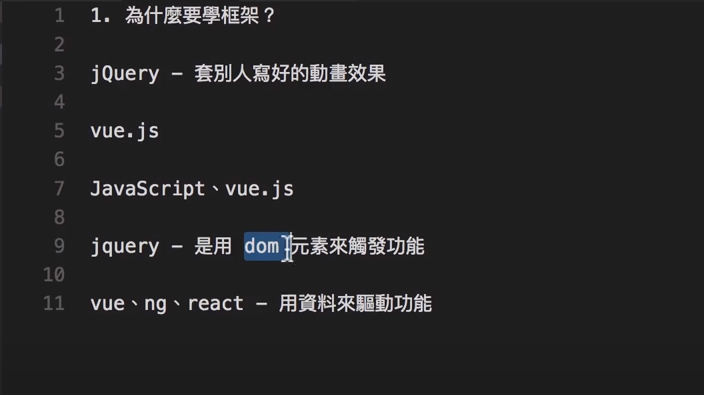 1 1. 為什麼要學框架？
2
3 jQuery - 套別人寫好的動畫效果
4
5 vue.js
6
7 JavaScript、vue.js
8
9 jquery - 是用 dom 元素來觸發功能
10
11 vue、ng、react - 用資料來驅動功能